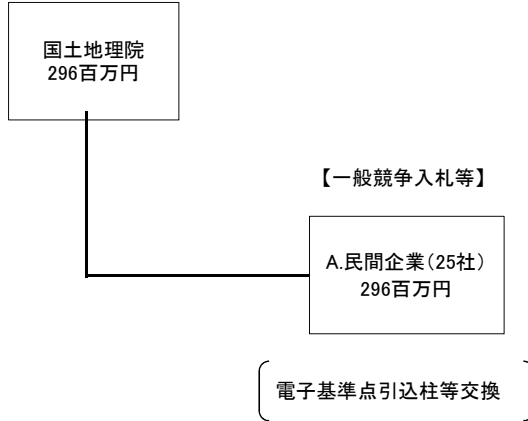 国土地理院
296百万円
【一般競争入札等】
A.民間企業（25社）
296百万円
電子基準点引込柱等交換